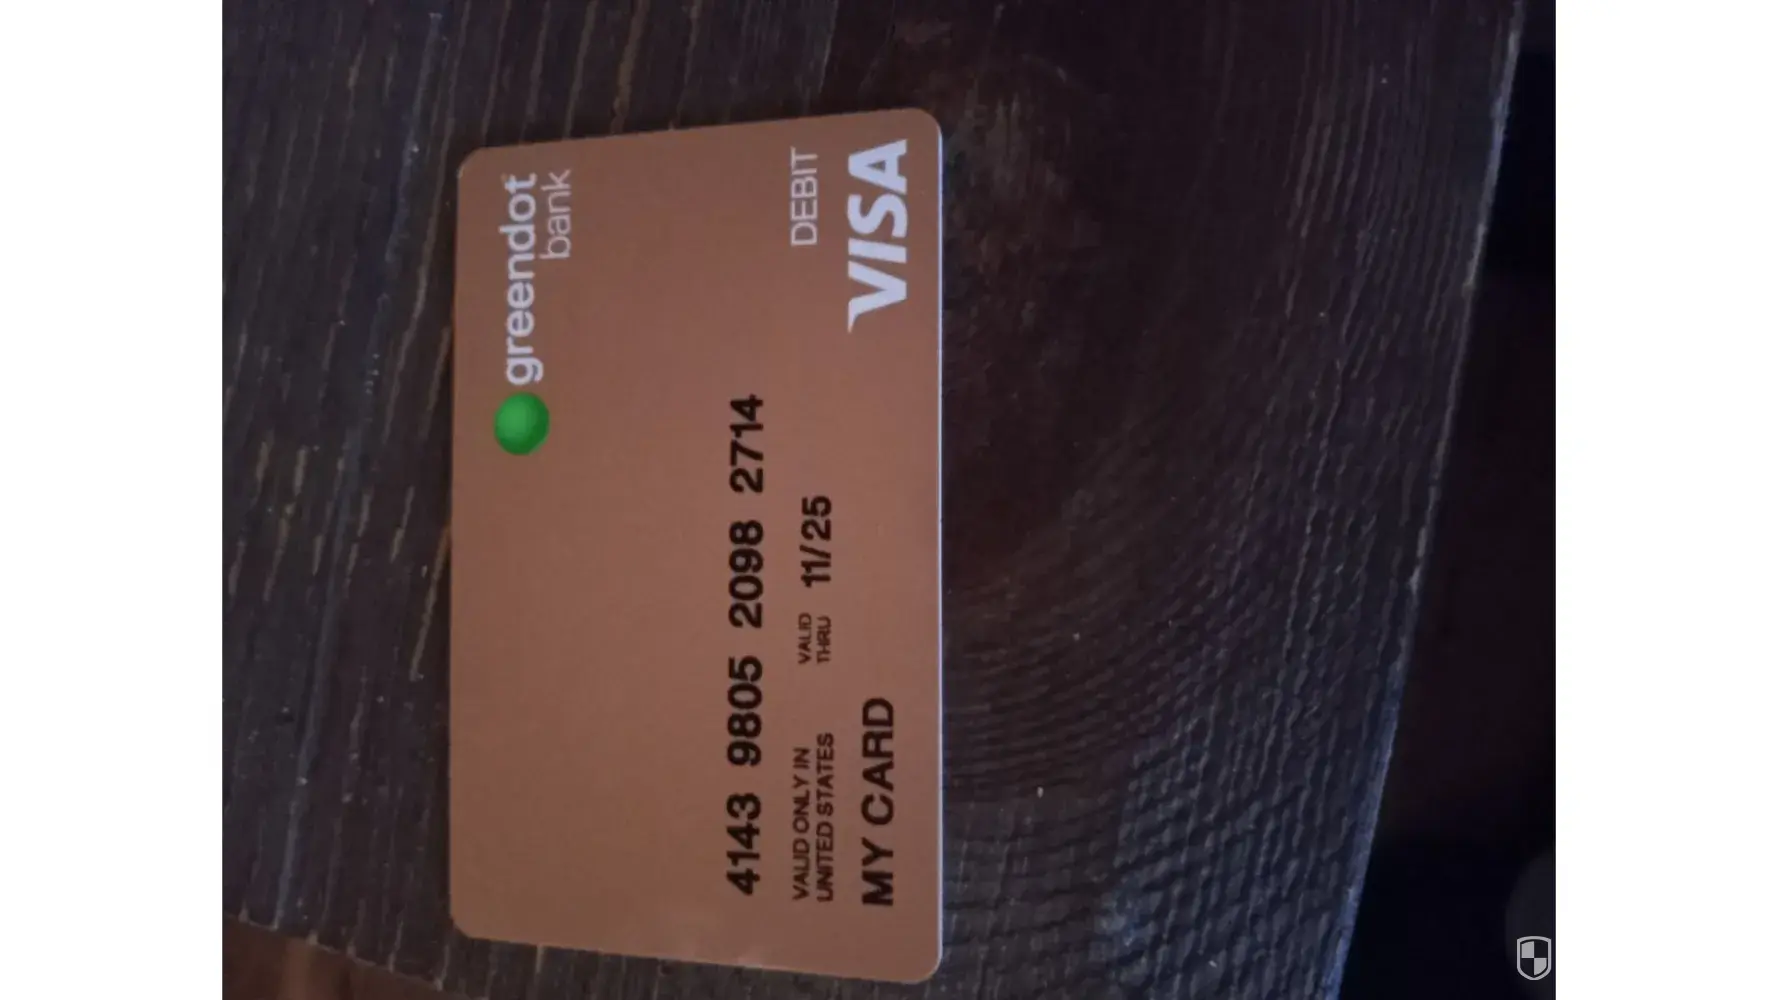 greendot
bank
DEBIT
VISA
4143 9805 2098 2714
VALID ONLY IN
UNITED STATES
VALID
THRU
11/25
MY CARD